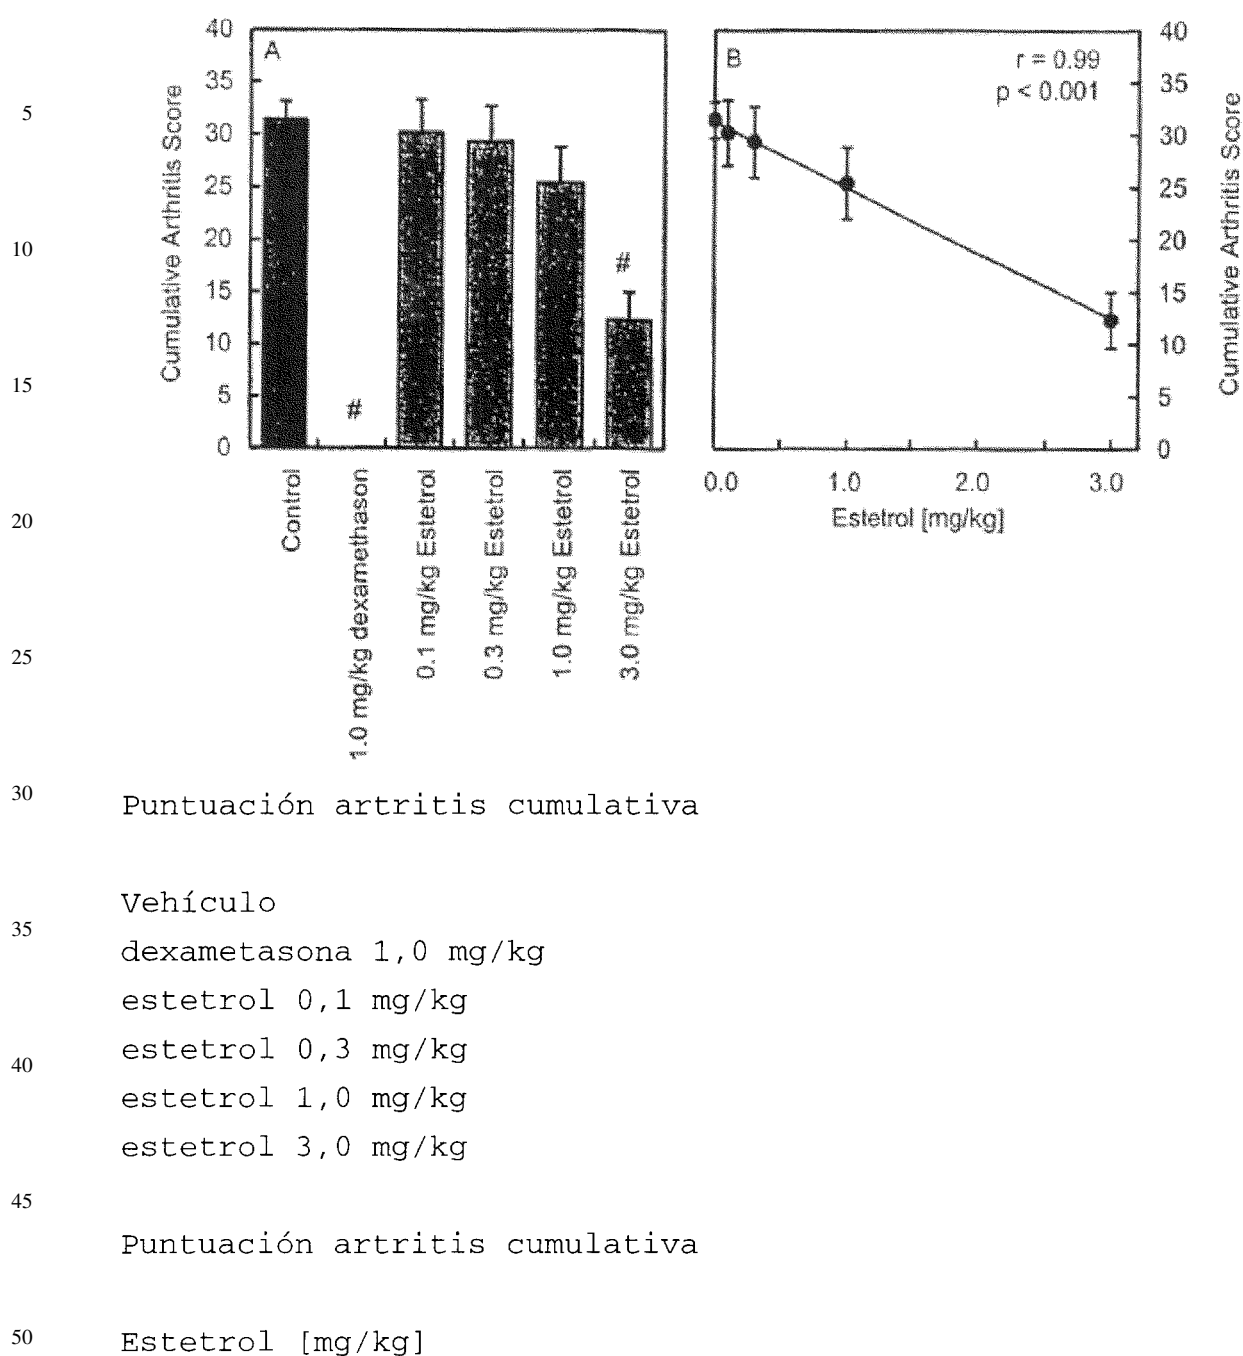 40
35
30
25
20
15
10
5
0
Cumulative Arthritis Score
A
#
#
Control
1.0 mg/kg dexamethason
0.1 mg/kg Estetrol
0.3 mg/kg Estetrol
1.0 mg/kg Estetrol
3.0 mg/kg Estetrol
B
r = 0.99
p < 0.001
40
35
30
25
20
15
10
5
0
Cumulative Arthritis Score
0.0 1.0 2.0 3.0
Estetrol [mg/kg]
5
10
15
20
25
30
Puntuación artritis cumulativa
Vehículo
35
dexametasona 1,0 mg/kg
estetrol 0,1 mg/kg
estetrol 0,3 mg/kg
40
estetrol 1,0 mg/kg
estetrol 3,0 mg/kg
45
Puntuación artritis cumulativa
50
Estetrol [mg/kg]